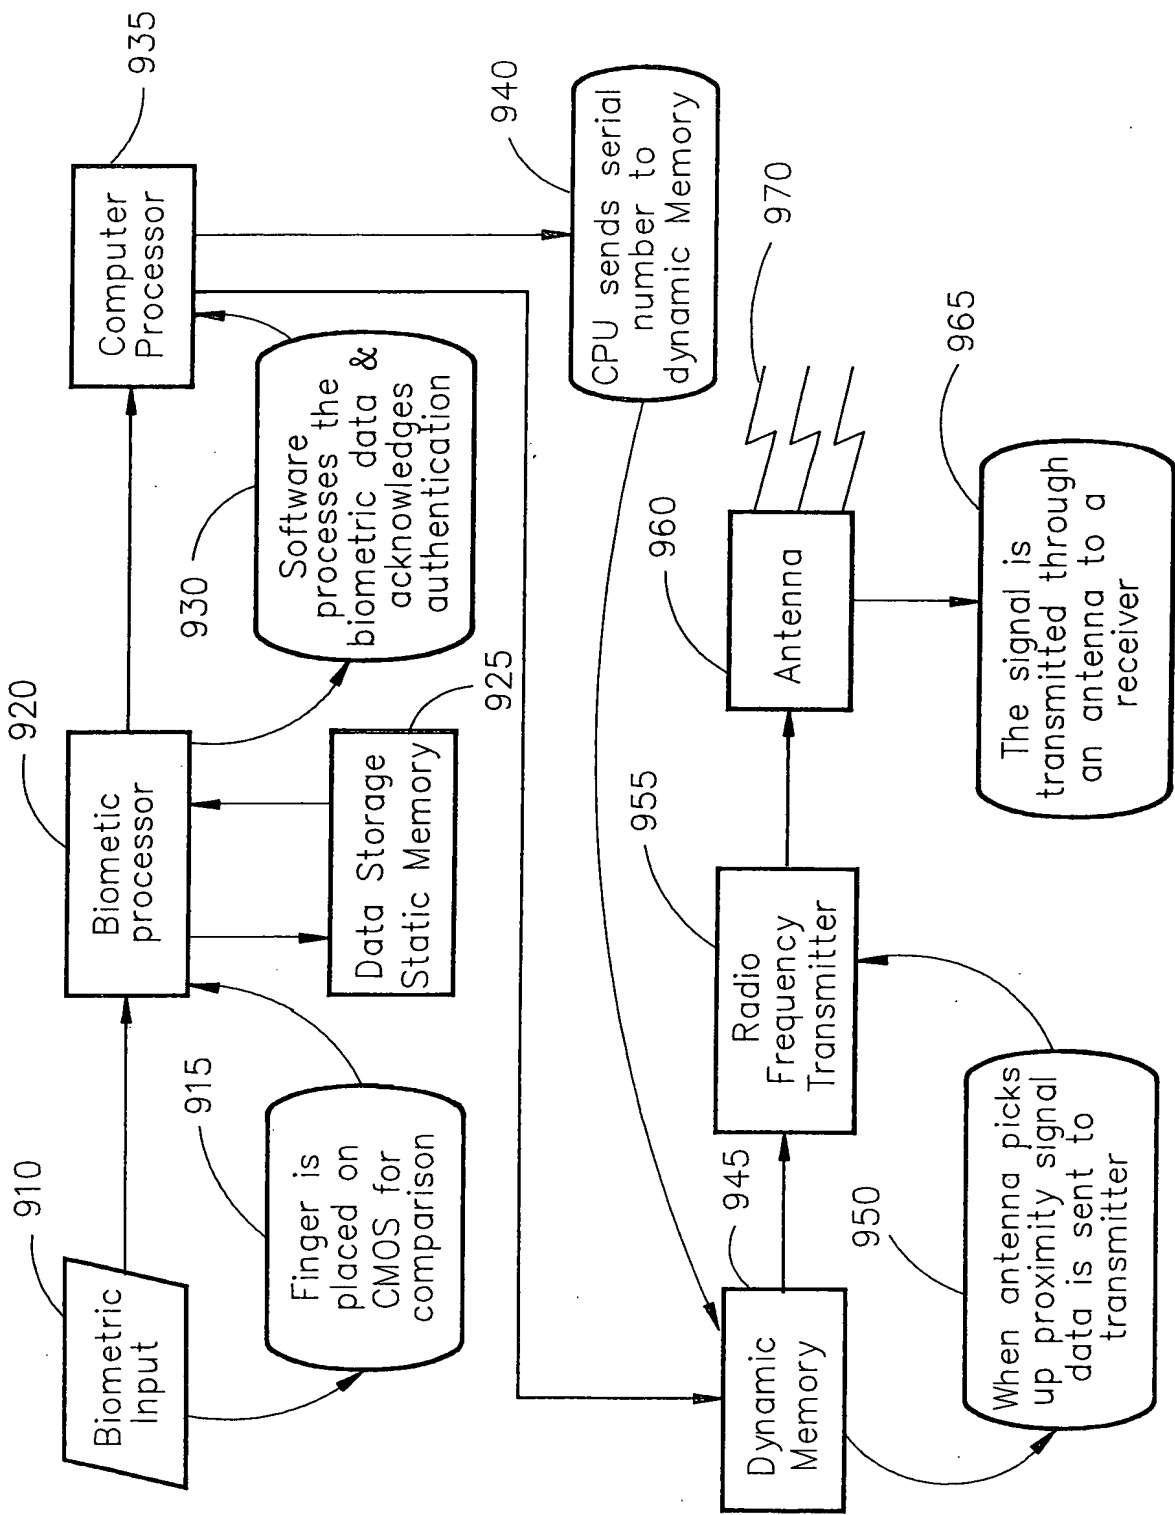 910
Biometric
Input
915
Finger is
placed on
CMOS for
comparison
920
Biometic
processor
925
Data Storage
Static Memory
930
Software
processes the
biometric data &
acknowledges
authentication
935
Computer
Processor
940
CPU sends serial
number to
dynamic Memory
945
Dynamic
Memory
950
When antenna picks
up proximity signal
data is sent to
transmitter
955
Radio
Frequency
Transmitter
960
Antenna
970
965
The signal is
transmitted through
an antenna to a
receiver